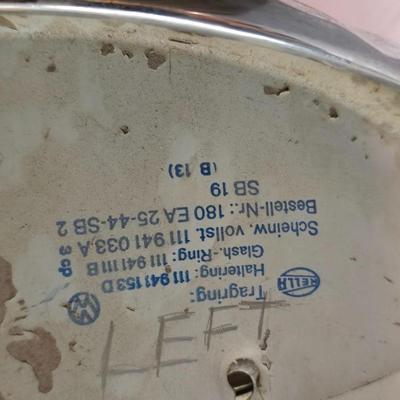 HELLA
Tragring:
Haltering: 111 941 153 D
Glash.-Ring: 111 941 111 B
Scheinw. vollst. 111 941 033 A
Bestell-Nr.: 180 EA 25-44-SB 2
SB 19
(B 13)
VW
LEFT